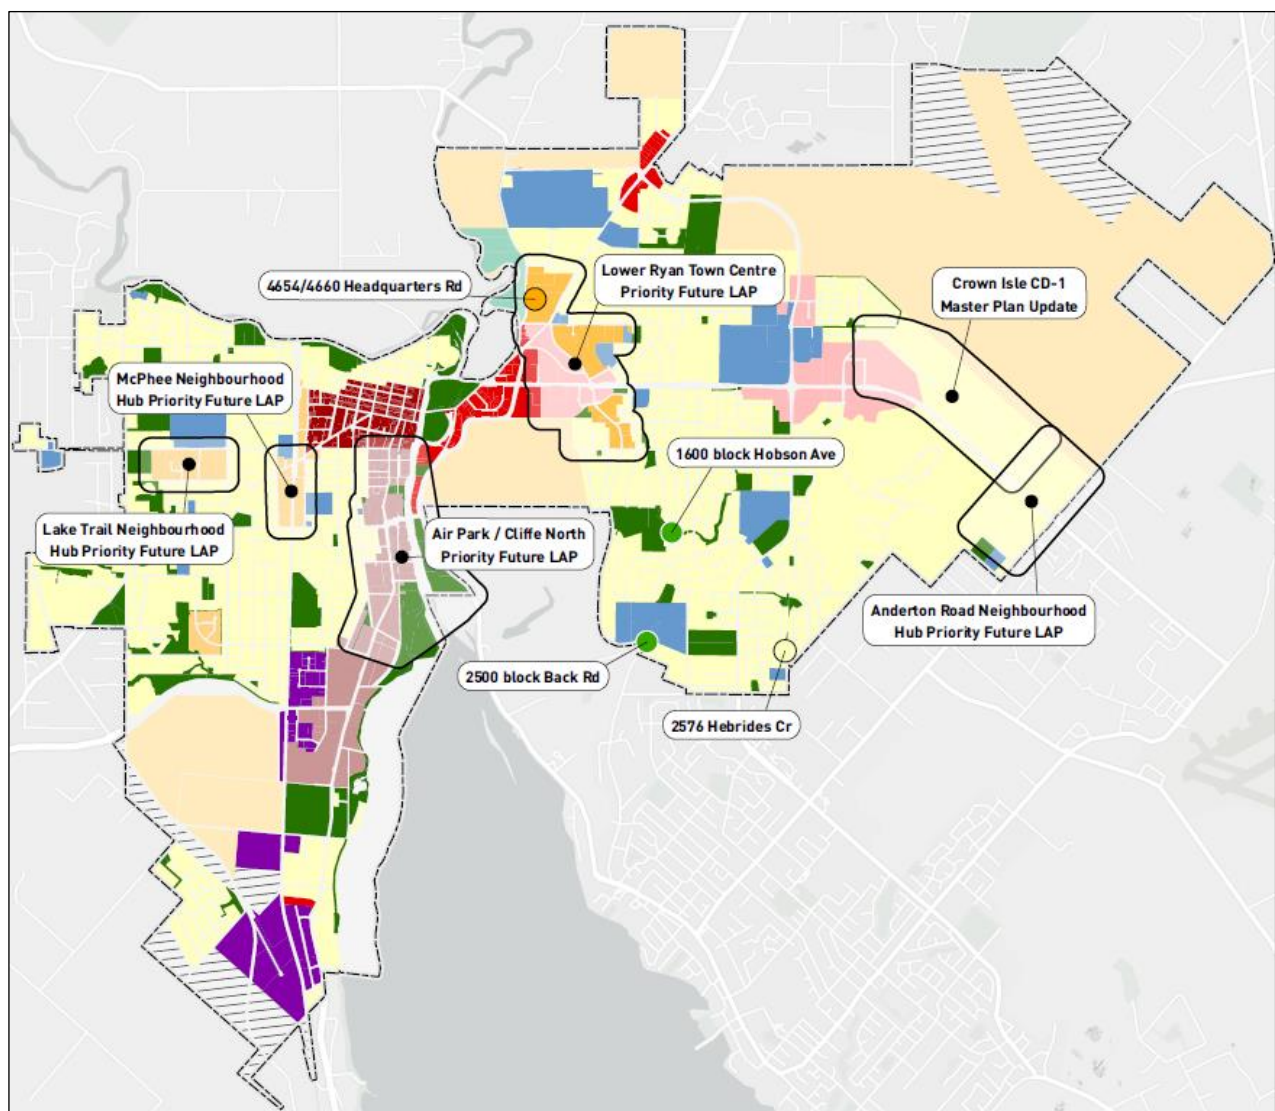 4654/4660 Headquarters Rd
Lower Ryan Town Centre
Priority Future LAP
Crown Isle CD-1
Master Plan Update
McPhee Neighbourhood
Hub Priority Future LAP
1600 block Hobson Ave
Lake Trail Neighbourhood
Hub Priority Future LAP
Air Park / Cliffe North
Priority Future LAP
Anderton Road Neighbourhood
Hub Priority Future LAP
2500 block Back Rd
2576 Hebrides Cr